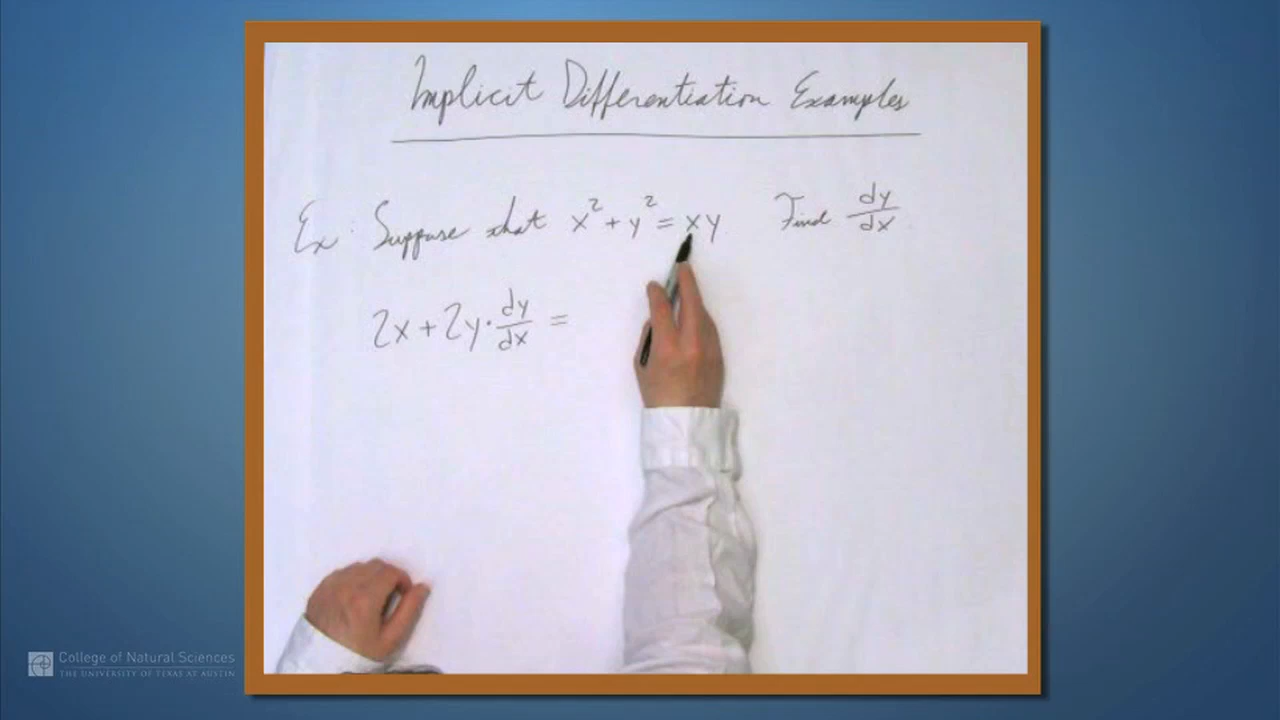 Implicit Differentiation Examples
Ex: Suppose that x² + y² = xy Find dy/dx
2x + 2y · dy/dx =
College of Natural Sciences
THE UNIVERSITY OF TEXAS AT AUSTIN